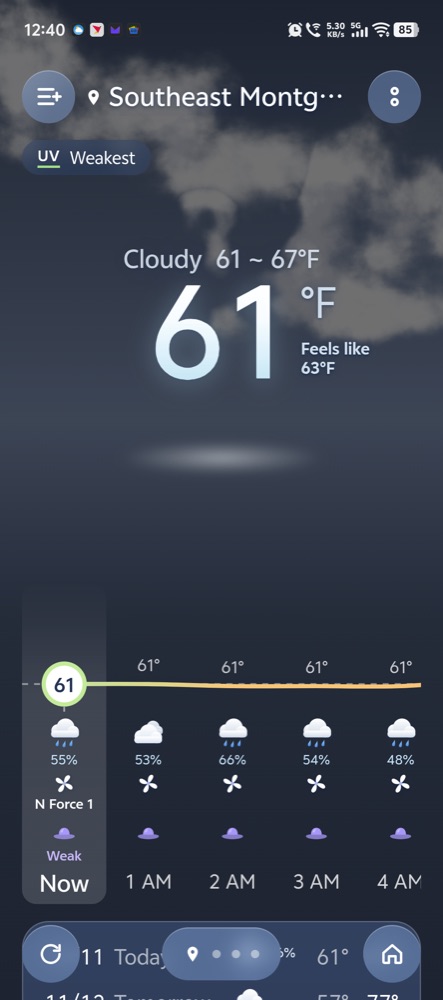 12:40 5.30 KB/s 5G 85
Southeast Montg···
UV Weakest
Cloudy 61 ~ 67°F
61 °F
Feels like
63°F
61 61° 61° 61° 61°
55% 53% 66% 54% 48%
N Force 1
Weak
Now 1 AM 2 AM 3 AM 4 AM
11 Today 6% 61°
11/12 Tomorrow 57° 77°